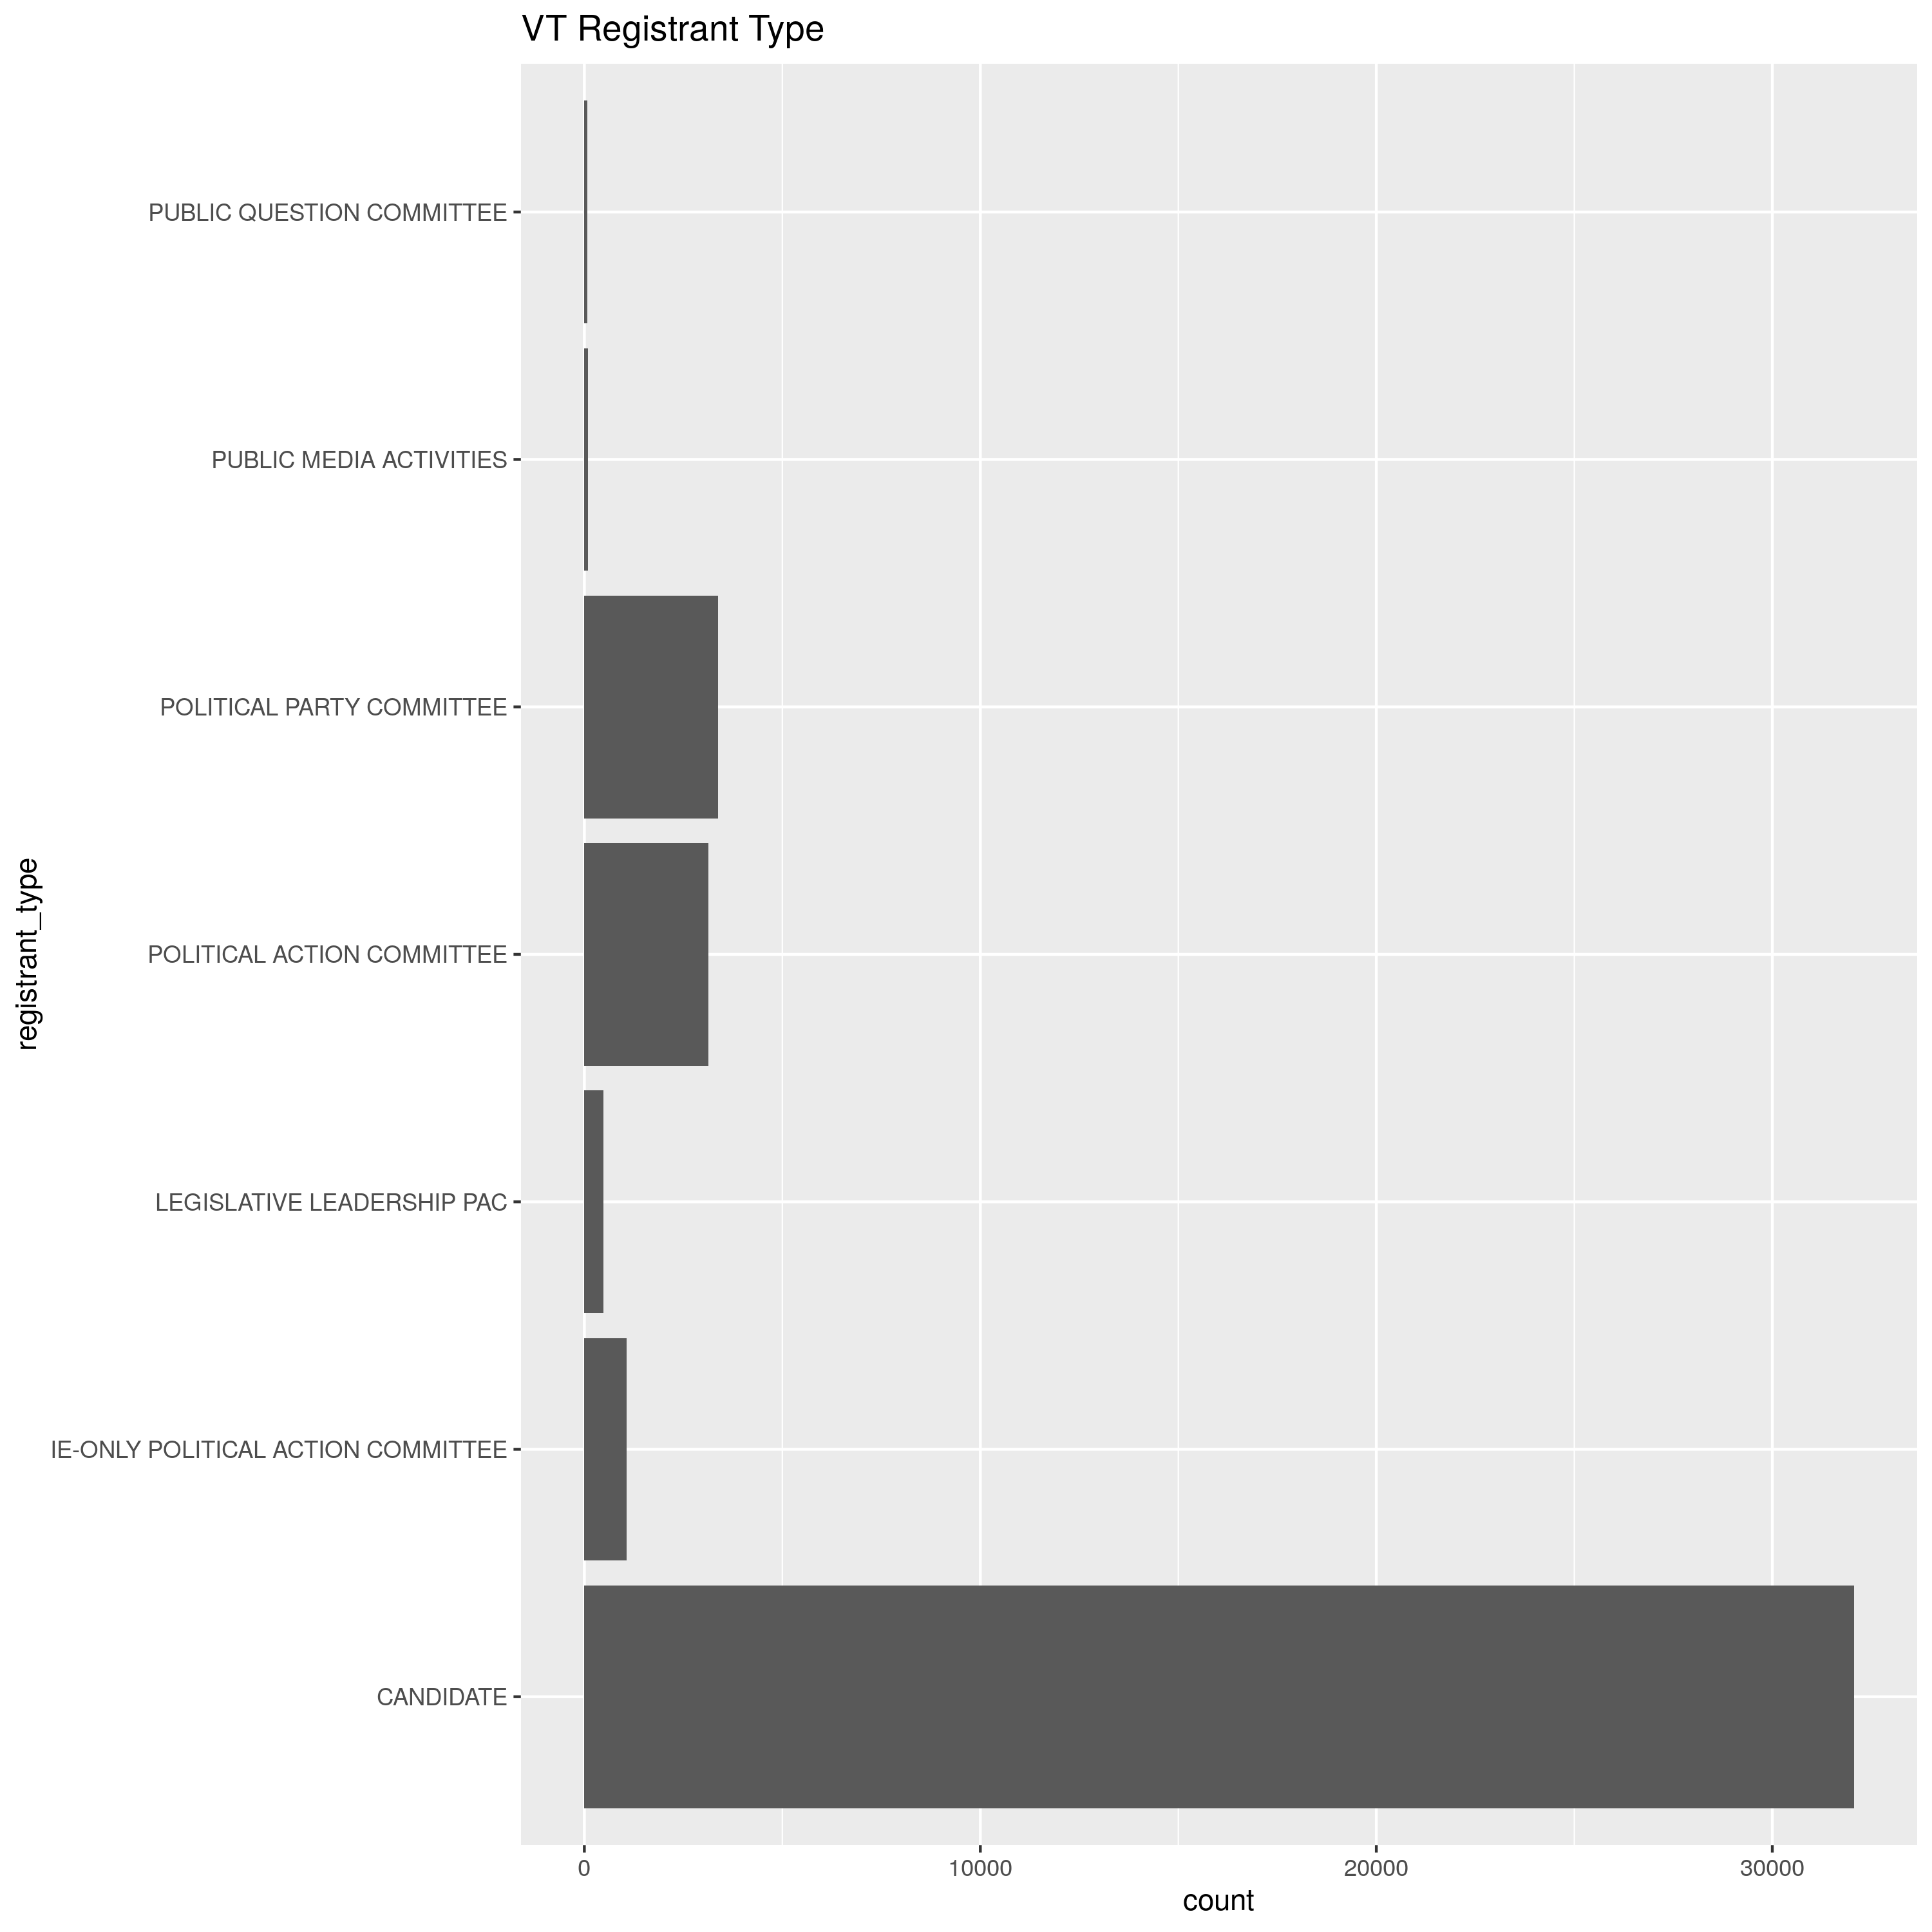 VT Registrant Type
PUBLIC QUESTION COMMITTEE
PUBLIC MEDIA ACTIVITIES
POLITICAL PARTY COMMITTEE
POLITICAL ACTION COMMITTEE
LEGISLATIVE LEADERSHIP PAC
IE-ONLY POLITICAL ACTION COMMITTEE
CANDIDATE
registrant_type
0 10000 20000 30000
count